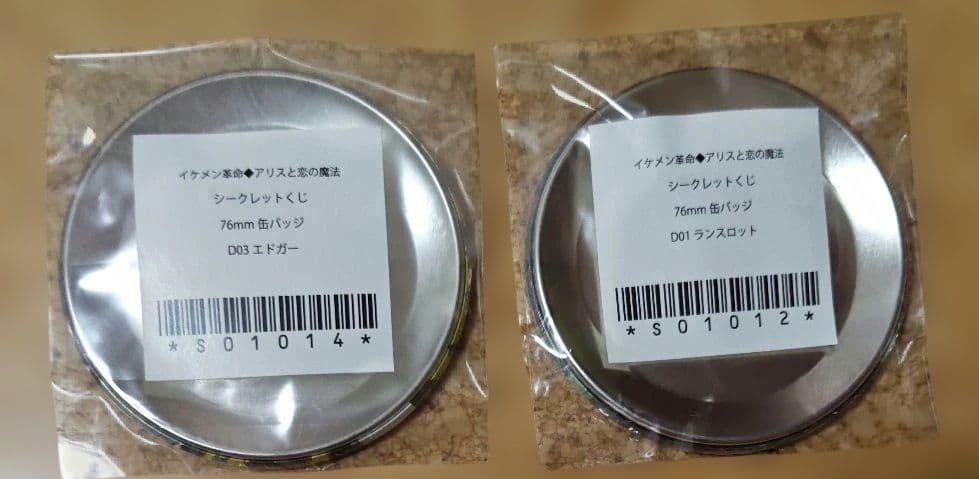 イケメン革命◆アリスと恋の魔法
シークレットくじ
76mm 缶バッジ
D03 エドガー
*S01014*
イケメン革命◆アリスと恋の魔法
シークレットくじ
76mm 缶バッジ
D01 ランスロット
*S01012*